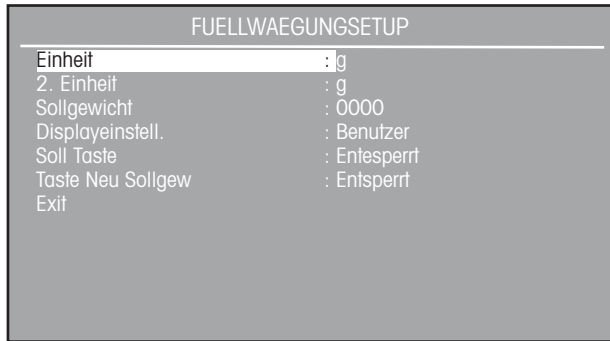 FUELLWAEGUNGSETUP
Einheit : g
2. Einheit : g
Sollgewicht : 0000
Displayeinstell. : Benutzer
Soll Taste : Entesperrt
Taste Neu Sollgew : Entsperrt
Exit